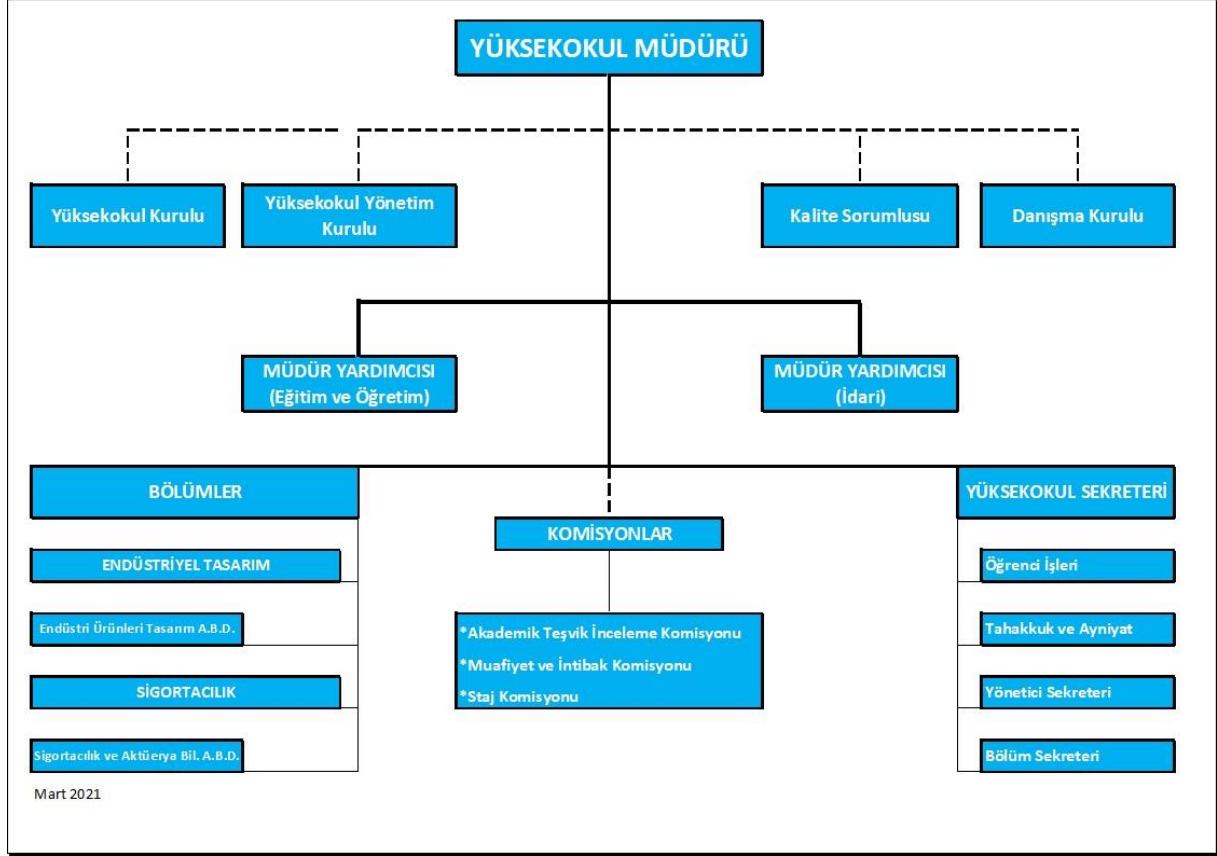 YÜKSEKOKUL MÜDÜRÜ
Yüksekokul Kurulu
Yüksekokul Yönetim
Kurulu
Kalite Sorumlusu
Danışma Kurulu
MÜDÜR YARDIMCISI
(Eğitim ve Öğretim)
MÜDÜR YARDIMCISI
(İdari)
BÖLÜMLER
ENDÜSTRİYEL TASARIM
Endüstri Ürünleri Tasarım A.B.D.
SİGORTACILIK
Sigortacılık ve Aktüerya Bil. A.B.D.
KOMİSYONLAR
*Akademik Teşvik İnceleme Komisyonu
*Muafiyet ve İntibak Komisyonu
*Staj Komisyonu
YÜKSEKOKUL SEKRETERİ
Öğrenci İşleri
Tahakkuk ve Ayniyat
Yönetici Sekreteri
Bölüm Sekreteri
Mart 2021